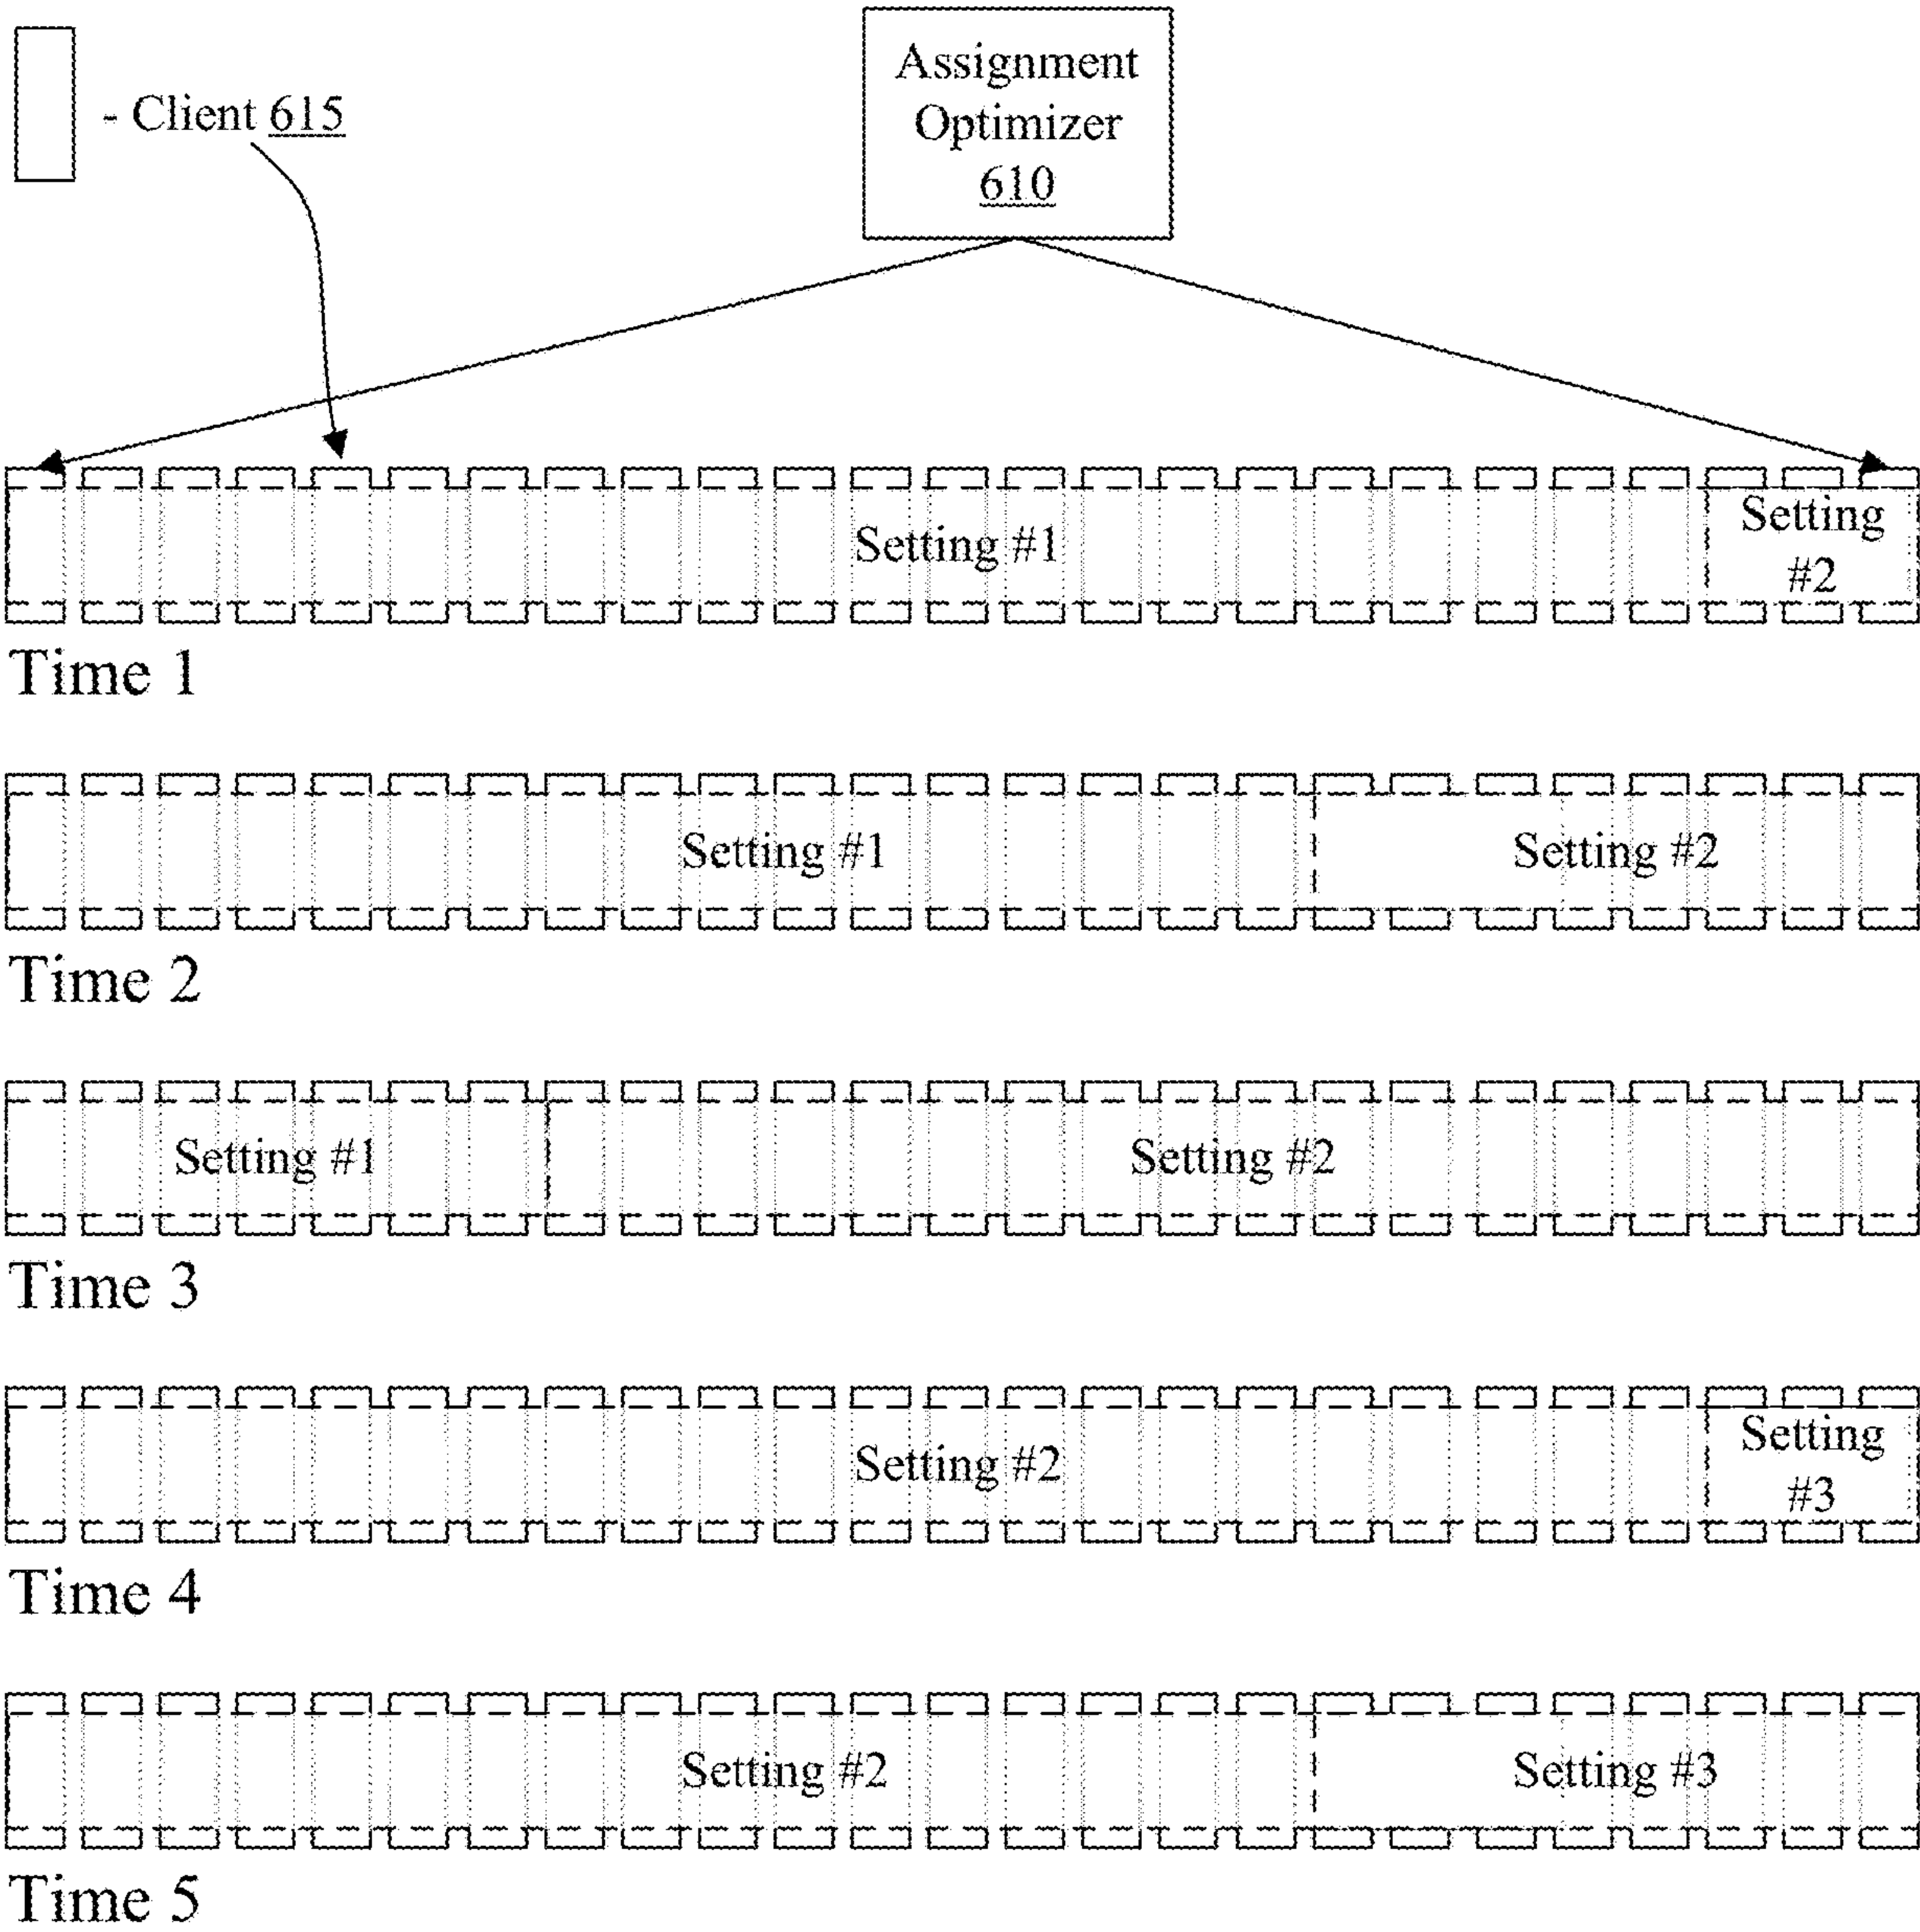 - Client 615
Assignment
Optimizer
610
Setting #1
Setting
#2
Time 1
Setting #1
Setting #2
Time 2
Setting #1
Setting #2
Time 3
Setting #2
Setting
#3
Time 4
Setting #2
Setting #3
Time 5